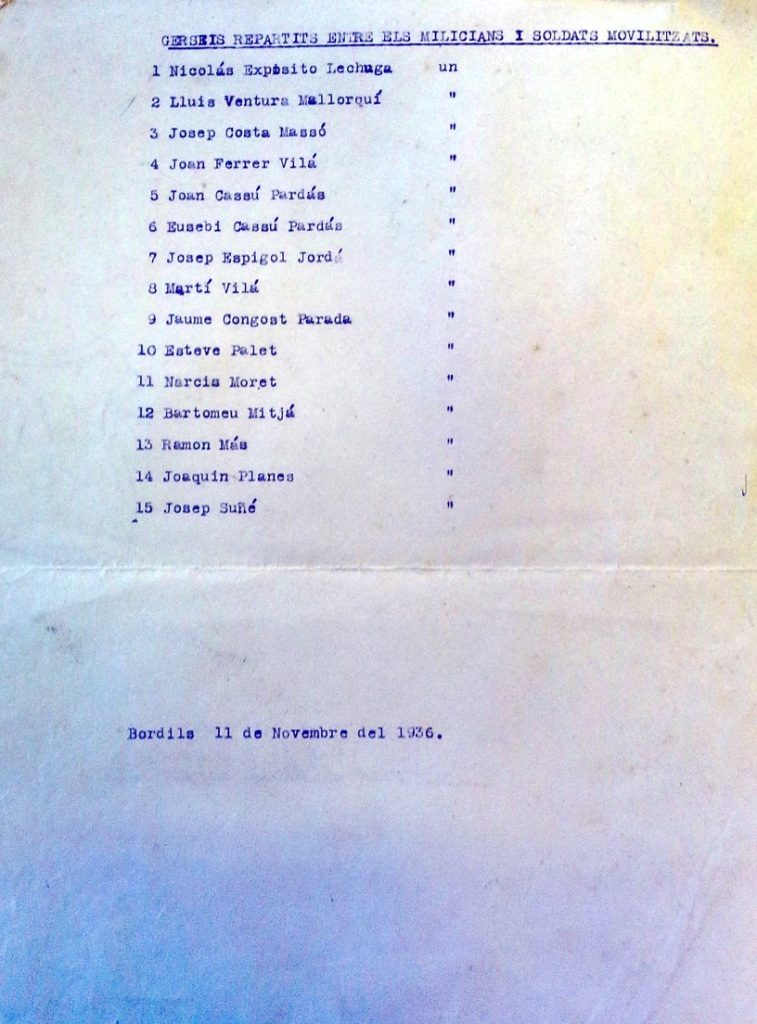 GERSEIS REPARTITS ENTRE ELS MILICIANS I SOLDATS MOVILITZATS.
1 Nicolás Expósito Lechuga un
2 Lluis Ventura Mallorquí "
3 Josep Costa Massó "
4 Joan Ferrer Vilá "
5 Joan Cassú Pardás "
6 Eusebi Cassú Pardás "
7 Josep Espigol Jordá "
8 Martí Vilá "
9 Jaume Congost Parada "
10 Esteve Palet "
11 Narcis Moret "
12 Bartomeu Mitjá "
13 Ramon Más "
14 Joaquin Planes "
15 Josep Suñé "
Bordils 11 de Novembre del 1936.